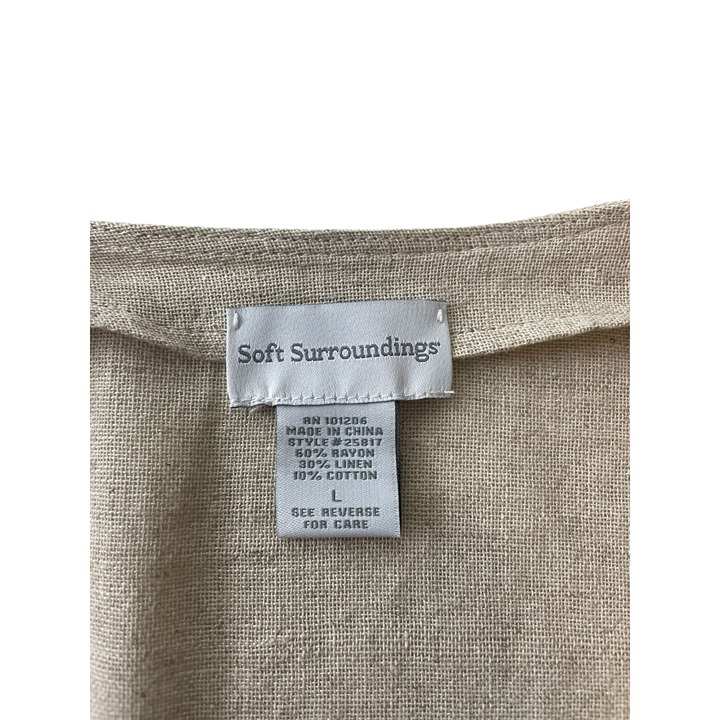 Soft Surroundings
RN 101206
MADE IN CHINA
STYLE #25817
60% RAYON
30% LINEN
10% COTTON
L
SEE REVERSE
FOR CARE